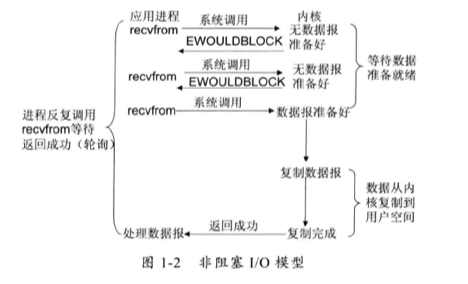 应用进程 系统调用 内核
recvfrom 无数据报
EWOULDBLOCK 准备好
系统调用 无数据报
recvfrom EWOULDBLOCK 准备好
等待数据
准备就绪
系统调用
recvfrom 数据报准备好
进程反复调用
recvfrom等待
返回成功（轮询）
复制数据报
数据从内
核复制到
用户空间
返回成功
处理数据报 复制完成
图 1-2 非阻塞 I/O 模型